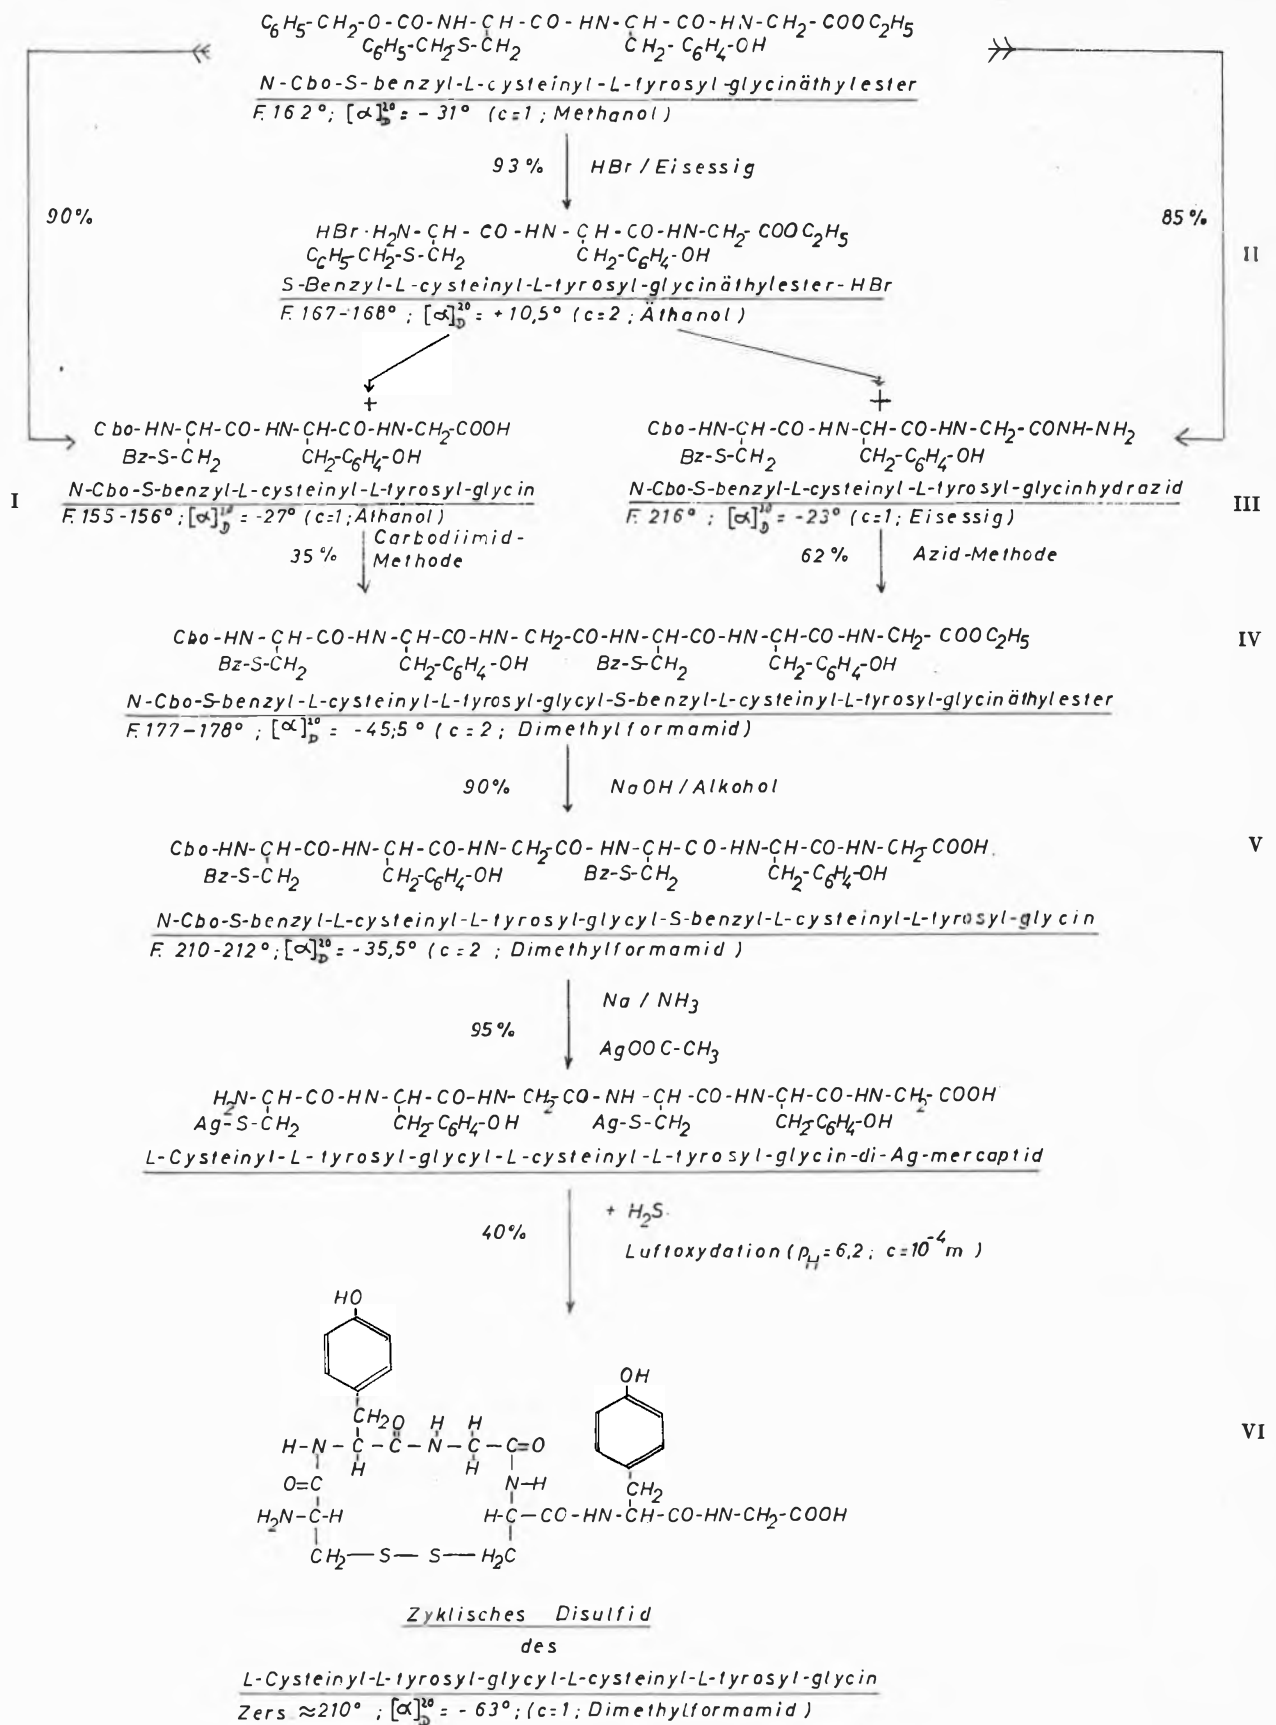 C6H5-CH2-O-CO-NH-CH-CO-HN-CH-CO-HN-CH2-COOC2H5
C6H5-CH2-S-CH2 CH2-C6H4-OH
N-Cbo-S-benzyl-L-cysteinyl-L-tyrosyl-glycinäthylester
F. 162°; [α]D20 = -31° (c=1; Methanol)
93% HBr/Eisessig
90% 85%
HBr·H2N-CH-CO-HN-CH-CO-HN-CH2-COOC2H5
C6H5-CH2-S-CH2 CH2-C6H4-OH II
S-Benzyl-L-cysteinyl-L-tyrosyl-glycinäthylester-HBr
F. 167-168°; [α]D20 = +10,5° (c=2; Äthanol)
+ +
Cbo-HN-CH-CO-HN-CH-CO-HN-CH2-COOH Cbo-HN-CH-CO-HN-CH-CO-HN-CH2-CONH-NH2
Bz-S-CH2 CH2-C6H4-OH Bz-S-CH2 CH2-C6H4-OH
I N-Cbo-S-benzyl-L-cysteinyl-L-tyrosyl-glycin N-Cbo-S-benzyl-L-cysteinyl-L-tyrosyl-glycinhydrazid III
F. 155-156°; [α]D20 = -27° (c=1; Äthanol) F. 216°; [α]D20 = -23° (c=1; Eisessig)
35% Carbodiimid-Methode 62% Azid-Methode
Cbo-HN-CH-CO-HN-CH-CO-HN-CH2-CO-HN-CH-CO-HN-CH-CO-HN-CH2-COOC2H5 IV
Bz-S-CH2 CH2-C6H4-OH Bz-S-CH2 CH2-C6H4-OH
N-Cbo-S-benzyl-L-cysteinyl-L-tyrosyl-glycyl-S-benzyl-L-cysteinyl-L-tyrosyl-glycinäthylester
F. 177-178°; [α]D20 = -45;5° (c=2; Dimethylformamid)
90% NaOH/Alkohol
Cbo-HN-CH-CO-HN-CH-CO-HN-CH2-CO-HN-CH-CO-HN-CH-CO-HN-CH2-COOH. V
Bz-S-CH2 CH2-C6H4-OH Bz-S-CH2 CH2-C6H4-OH
N-Cbo-S-benzyl-L-cysteinyl-L-tyrosyl-glycyl-S-benzyl-L-cysteinyl-L-tyrosyl-glycin
F. 210-212°; [α]D20 = -35,5° (c=2; Dimethylformamid)
95% Na / NH3
AgOOC-CH3
H2N-CH-CO-HN-CH-CO-HN-CH2-CO-NH-CH-CO-HN-CH-CO-HN-CH2-COOH
Ag-S-CH2 CH2-C6H4-OH Ag-S-CH2 CH2-C6H4-OH
L-Cysteinyl-L-tyrosyl-glycyl-L-cysteinyl-L-tyrosyl-glycin-di-Ag-mercaptid
40% + H2S.
Luftoxydation (pH=6,2; c=10-4m)
HO
OH
CH2 O H H
H-N-C-C-N-C-C=O VI
H H
O=C N-H CH2
H2N-C-H H-C-CO-HN-CH-CO-HN-CH2-COOH
CH2-S-S-H2C
Zyklisches Disulfid
des
L-Cysteinyl-L-tyrosyl-glycyl-L-cysteinyl-L-tyrosyl-glycin
Zers ≈210°; [α]D20 = -63°; (c=1; Dimethylformamid)